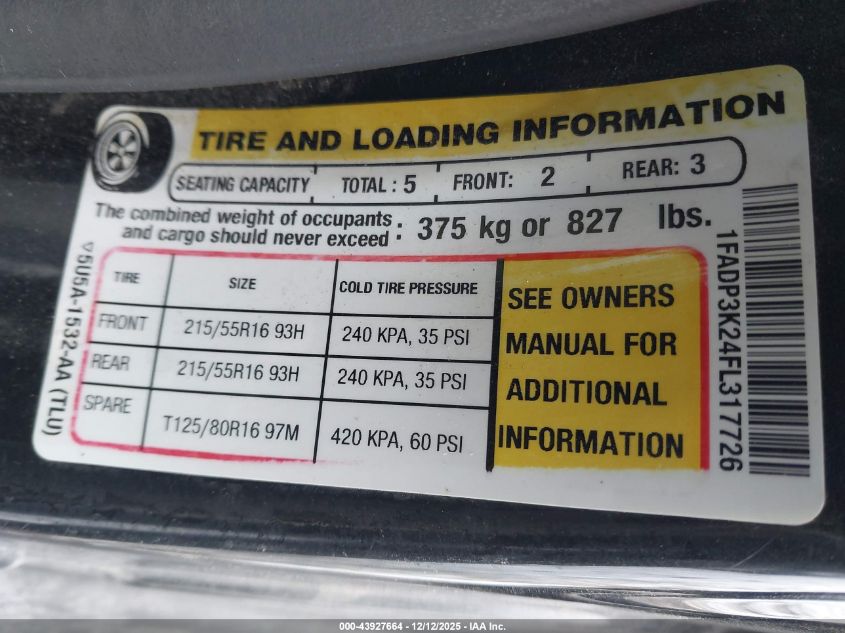 TIRE AND LOADING INFORMATION
SEATING CAPACITY TOTAL : 5 FRONT: 2 REAR: 3
The combined weight of occupants
and cargo should never exceed : 375 kg or 827 lbs.
TIRE SIZE COLD TIRE PRESSURE
FRONT 215/55R16 93H 240 KPA, 35 PSI
REAR 215/55R16 93H 240 KPA, 35 PSI
SPARE T125/80R16 97M 420 KPA, 60 PSI
SEE OWNERS
MANUAL FOR
ADDITIONAL
INFORMATION
5U5A-1532-AA (TLU)
1FADP3K24FL317726
000-43927664 - 12/12/2025 - IAA Inc.